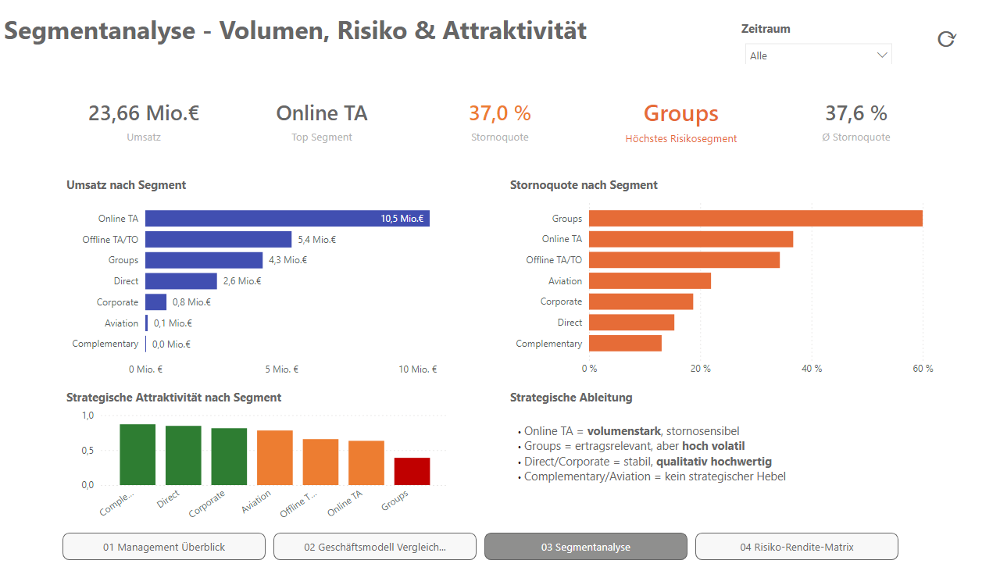 Segmentanalyse - Volumen, Risiko & Attraktivität
Zeitraum
Alle
23,66 Mio.€
Umsatz
Online TA
Top Segment
37,0 %
Stornoquote
Groups
Höchstes Risikosegment
37,6 %
Ø Stornoquote
Umsatz nach Segment
Online TA 10,5 Mio.€
Offline TA/TO 5,4 Mio.€
Groups 4,3 Mio.€
Direct 2,6 Mio.€
Corporate 0,8 Mio.€
Aviation 0,1 Mio.€
Complementary 0,0 Mio.€
0 Mio. € 5 Mio. € 10 Mio. €
Stornoquote nach Segment
Groups
Online TA
Offline TA/TO
Aviation
Corporate
Direct
Complementary
0 % 20 % 40 % 60 %
Strategische Attraktivität nach Segment
1,0
0,5
0,0
Comple... Direct Corporate Aviation Offline T... Online TA Groups
Strategische Ableitung
• Online TA = volumenstark, stornosensibel
• Groups = ertragsrelevant, aber hoch volatil
• Direct/Corporate = stabil, qualitativ hochwertig
• Complementary/Aviation = kein strategischer Hebel
01 Management Überblick
02 Geschäftsmodell Vergleich...
03 Segmentanalyse
04 Risiko-Rendite-Matrix